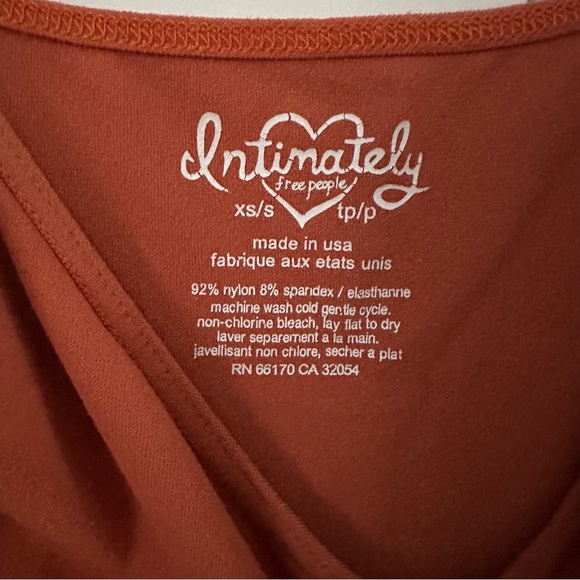 Intimately
free people
xs/s tp/p
made in usa
fabrique aux etats unis
92% nylon 8% spandex / elasthanne
machine wash cold gentle cycle.
non-chlorine bleach, lay flat to dry
laver separement a la main.
javellisant non chlore, secher a plat
RN 66170 CA 32054